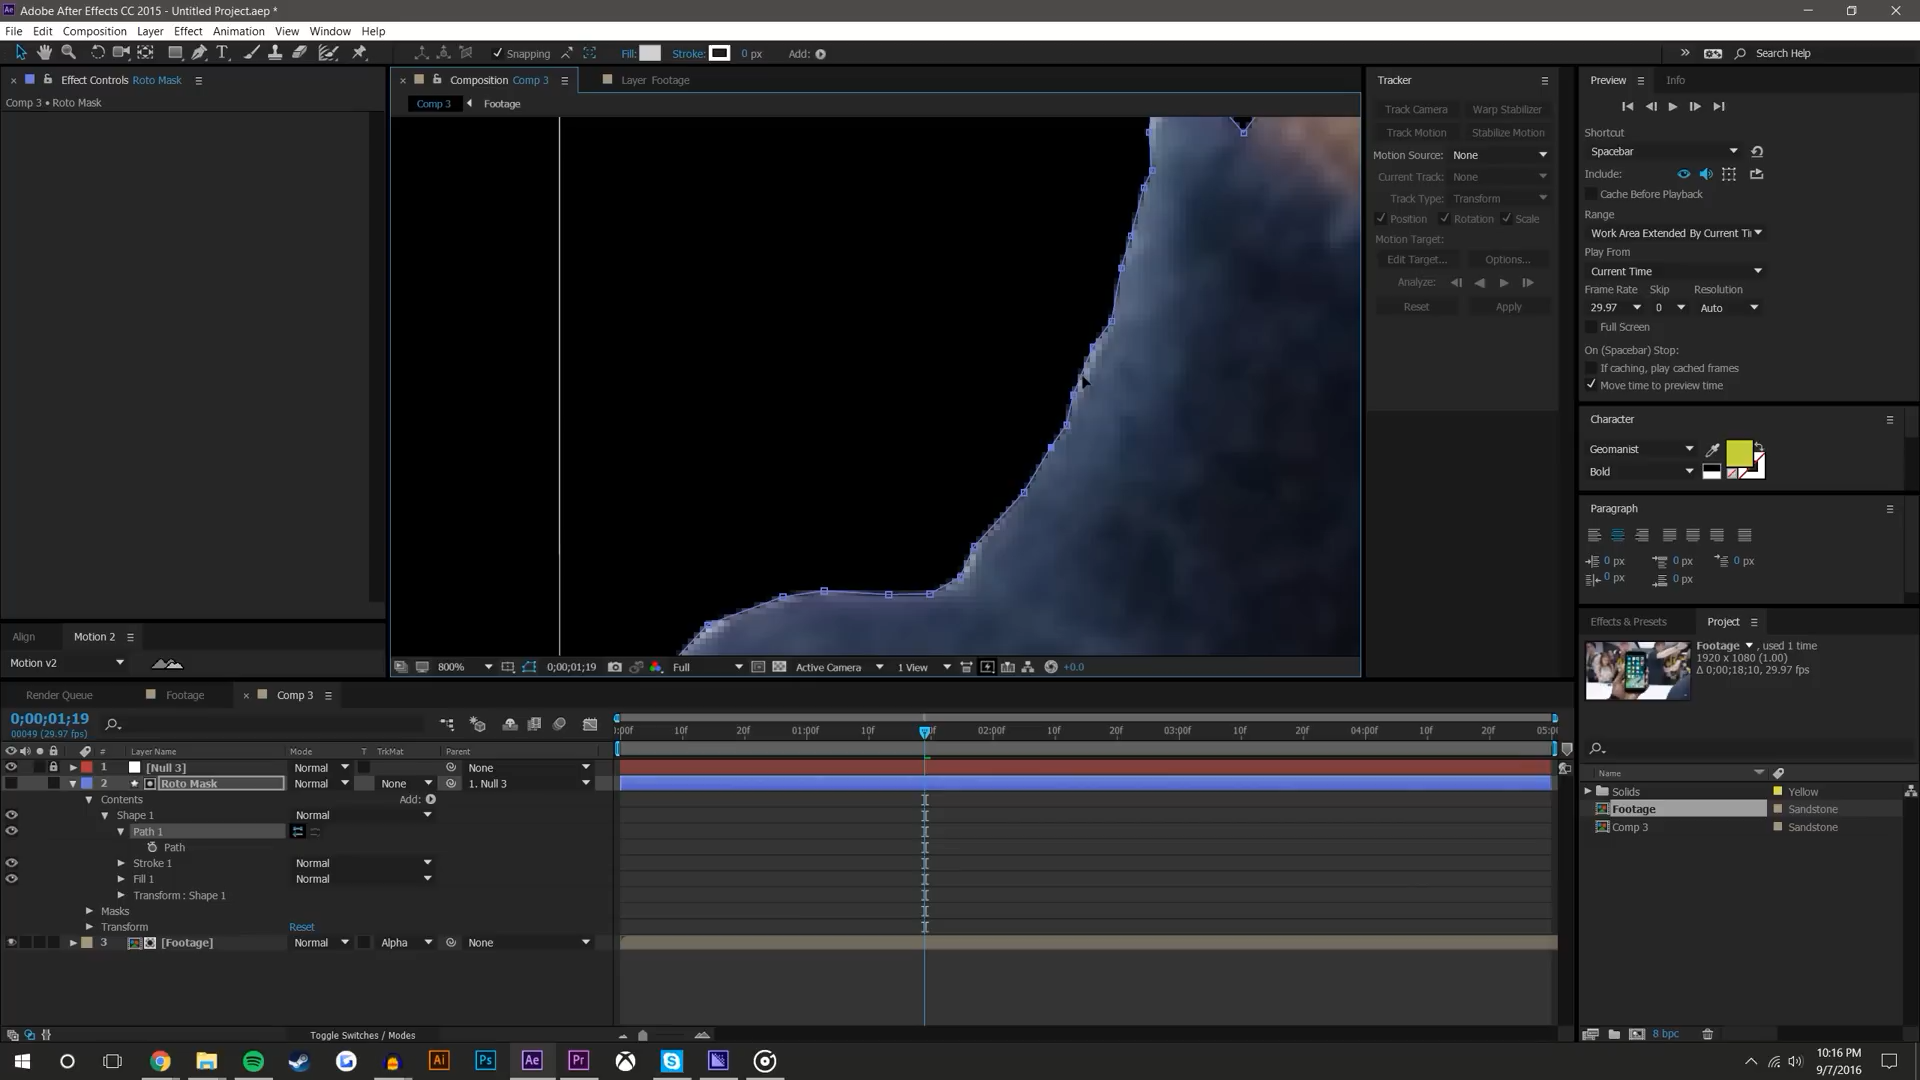 Adobe After Effects CC 2015 - Untitled Project.aep *
File Edit Composition Layer Effect Animation View Window Help
Snapping Fill: Stroke: 0 px Add: Search Help
Effect Controls Roto Mask
Comp 3 • Roto Mask
Composition Comp 3 Layer Footage
Comp 3 Footage
Tracker
Track Camera Warp Stabilizer
Track Motion Stabilize Motion
Motion Source: None
Current Track: None
Track Type: Transform
Position Rotation Scale
Motion Target:
Edit Target... Options...
Analyze:
Reset Apply
Preview Info
Shortcut
Spacebar
Include:
Cache Before Playback
Range
Work Area Extended By Current Ti
Play From
Current Time
Frame Rate Skip Resolution
29.97 0 Auto
Full Screen
On (Spacebar) Stop:
If caching, play cached frames
Move time to preview time
Character
Geomanist
Bold
Paragraph
0 px 0 px 0 px
0 px 0 px
Effects & Presets Project
Footage , used 1 time
1920 x 1080 (1.00)
Δ 0;00;18;10, 29.97 fps
Name
Solids Yellow
Footage Sandstone
Comp 3 Sandstone
8 bpc
Align Motion 2
Motion v2
800% 0;00;01;19 Full Active Camera 1 View +0.0
Render Queue Footage Comp 3
0;00;01;19
00049 (29.97 fps)
# Layer Name Mode T TrkMat Parent
1 [Null 3] Normal None
2 Roto Mask Normal None 1. Null 3
Contents Add:
Shape 1 Normal
Path 1
Path
Stroke 1 Normal
Fill 1 Normal
Transform : Shape 1
Masks
Transform Reset
3 [Footage] Normal Alpha None
Toggle Switches / Modes
):00f 10f 20f 01:00f 10f 02:00f 10f 20f 03:00f 10f 20f 04:00f 10f 20f 05:00
Ai Ps Ae Pr
10:16 PM
9/7/2016